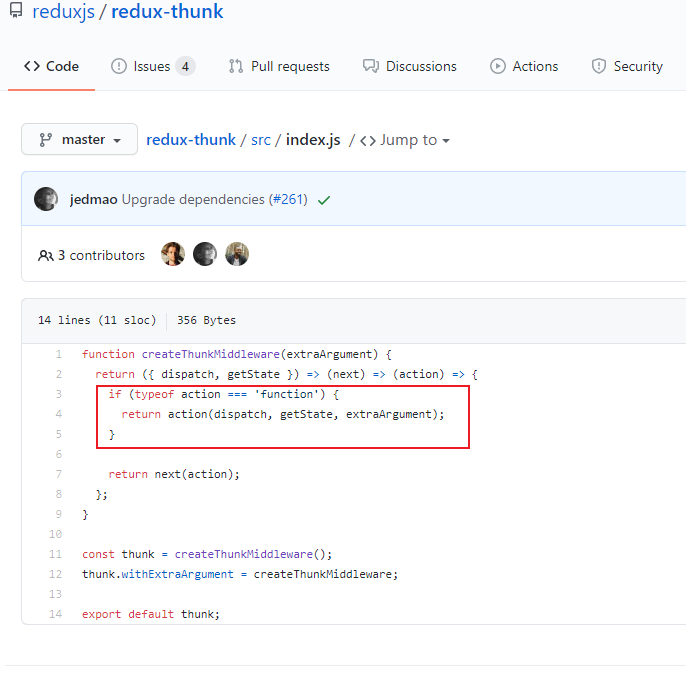 reduxjs / redux-thunk
Code
Issues 4
Pull requests
Discussions
Actions
Security
master
redux-thunk / src / index.js / <> Jump to
jedmao Upgrade dependencies (#261)
3 contributors
14 lines (11 sloc) 356 Bytes
1 function createThunkMiddleware(extraArgument) {
2 return ({ dispatch, getState }) => (next) => (action) => {
3 if (typeof action === 'function') {
4 return action(dispatch, getState, extraArgument);
5 }
6
7 return next(action);
8 };
9 }
10
11 const thunk = createThunkMiddleware();
12 thunk.withExtraArgument = createThunkMiddleware;
13
14 export default thunk;